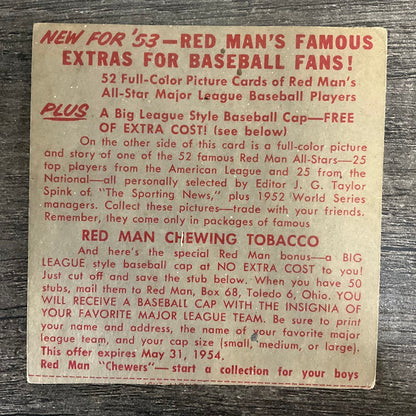 NEW FOR '53—RED MAN'S FAMOUS
EXTRAS FOR BASEBALL FANS!
52 Full-Color Picture Cards of Red Man's
All-Star Major League Baseball Players
PLUS A Big League Style Baseball Cap—FREE
OF EXTRA COST! (see below)
On the other side of this card is a full-color picture
and story of one of the 52 famous Red Man All-Stars—25
top players from the American League and 25 from the
National—all personally selected by Editor J. G. Taylor
Spink of "The Sporting News," plus 1952 World Series
managers. Collect these pictures—trade with your friends.
Remember, they come only in packages of famous
RED MAN CHEWING TOBACCO
And here's the special Red Man bonus—a BIG
LEAGUE style baseball cap at NO EXTRA COST to you!
Just cut off and save the stub below. When you have 50
stubs, mail them to Red Man, Box 68, Toledo 6, Ohio. YOU
WILL RECEIVE A BASEBALL CAP WITH THE INSIGNIA OF
YOUR FAVORITE MAJOR LEAGUE TEAM. Be sure to print
your name and address, the name of your favorite major
league team, and your cap size (small, medium, or large).
This offer expires May 31, 1954.
Red Man "Chewers"—start a collection for your boys